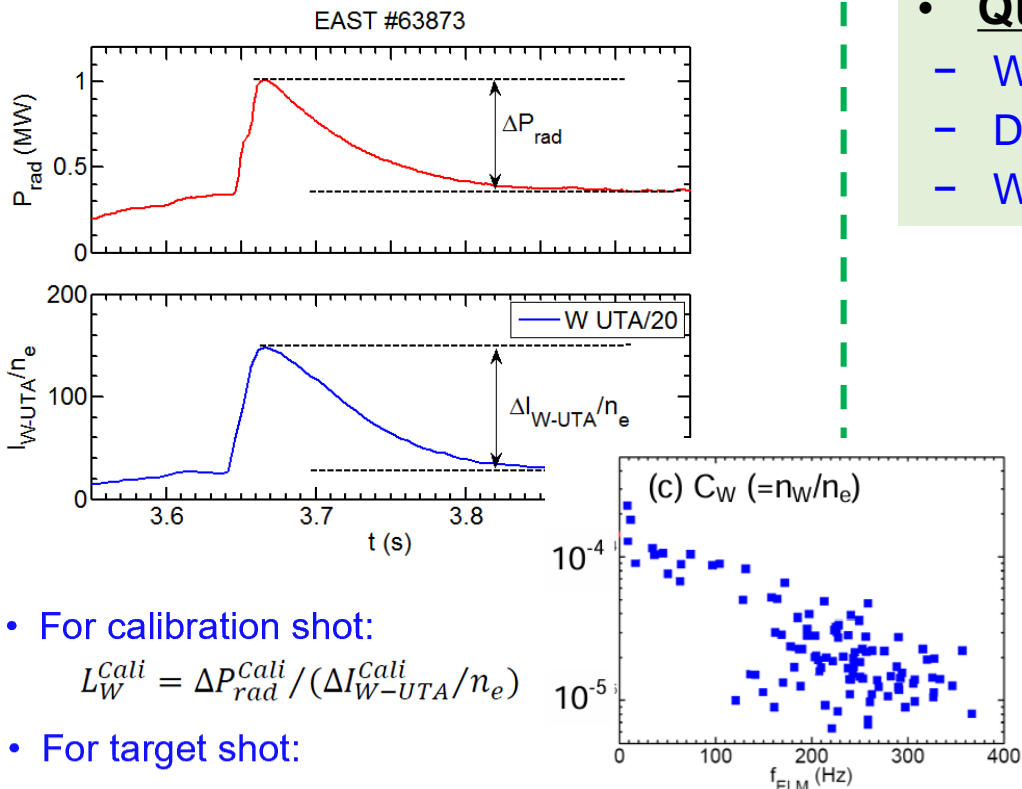 EAST #63873
P_rad (MW)
1
0.5
0
ΔP_rad
I_W-UTA/n_e
200
100
0
W UTA/20
ΔI_W-UTA/n_e
3.6
3.7
3.8
t (s)
•
W
D
W
(c) C_W (=n_W/n_e)
10^-4
10^-5
0
100
200
300
400
f_ELM (Hz)
• For calibration shot:
L_W^Cali = ΔP_rad^Cali/(ΔI_W-UTA^Cali/n_e)
• For target shot: